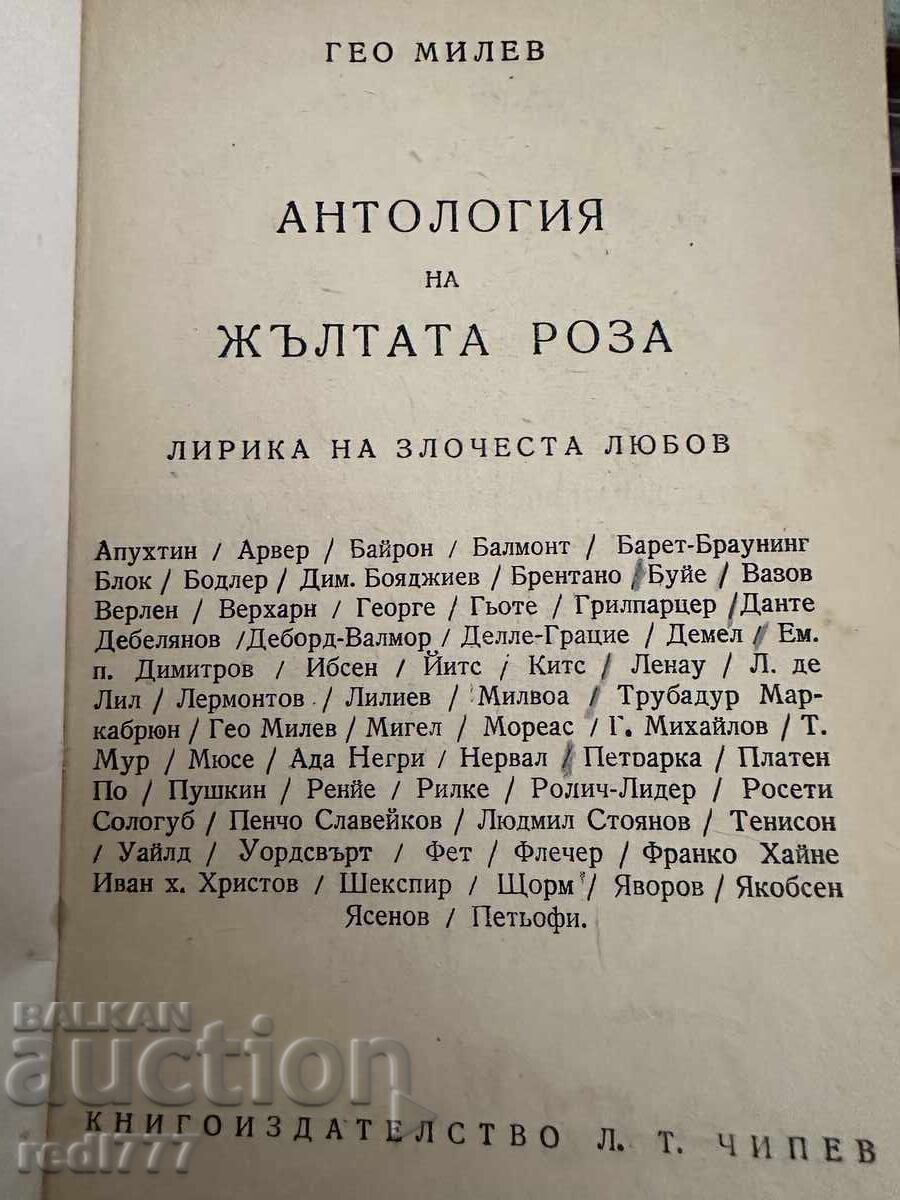 ГЕО МИЛЕВ
АНТОЛОГИЯ
НА
ЖЪЛТАТА РОЗА
ЛИРИКА НА ЗЛОЧЕСТА ЛЮБОВ
Апухтин / Арвер / Байрон / Балмонт / Барет-Браунинг
Блок / Бодлер / Дим. Бояджиев / Брентано / Буйе / Вазов
Верлен / Верхарн / Георге / Гьоте / Грилпарцер / Данте
Дебелянов / Деборд-Валмор / Делле-Грацие / Демел / Ем.
п. Димитров / Ибсен / Йитс / Китс / Ленау / Л. де
Лил / Лермонтов / Лилиев / Милвоа / Трубадур Мар-
кабрюн / Гео Милев / Мигел / Мореас / Г. Михайлов / Т.
Мур / Мюсе / Ада Негри / Нервал / Петрарка / Платен
По / Пушкин / Ренйе / Рилке / Ролич-Лидер / Росети
Сологуб / Пенчо Славейков / Людмил Стоянов / Тенисон
/ Уайлд / Уордсвърт / Фет / Флечер / Франко Хайне
Иван х. Христов / Шекспир / Щорм / Яворов / Якобсен
Ясенов / Петьофи.
BALKAN
auction
КНИГОИЗДАТЕЛСТВО Л. Т. ЧИПЕВ
redl777